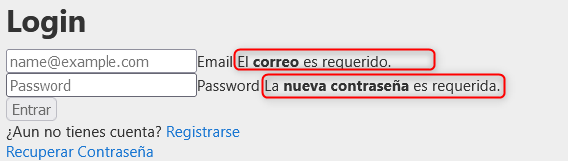 Login
name@example.com Email El correo es requerido.
Password Password La nueva contraseña es requerida.
Entrar
¿Aun no tienes cuenta? Registrarse
Recuperar Contraseña